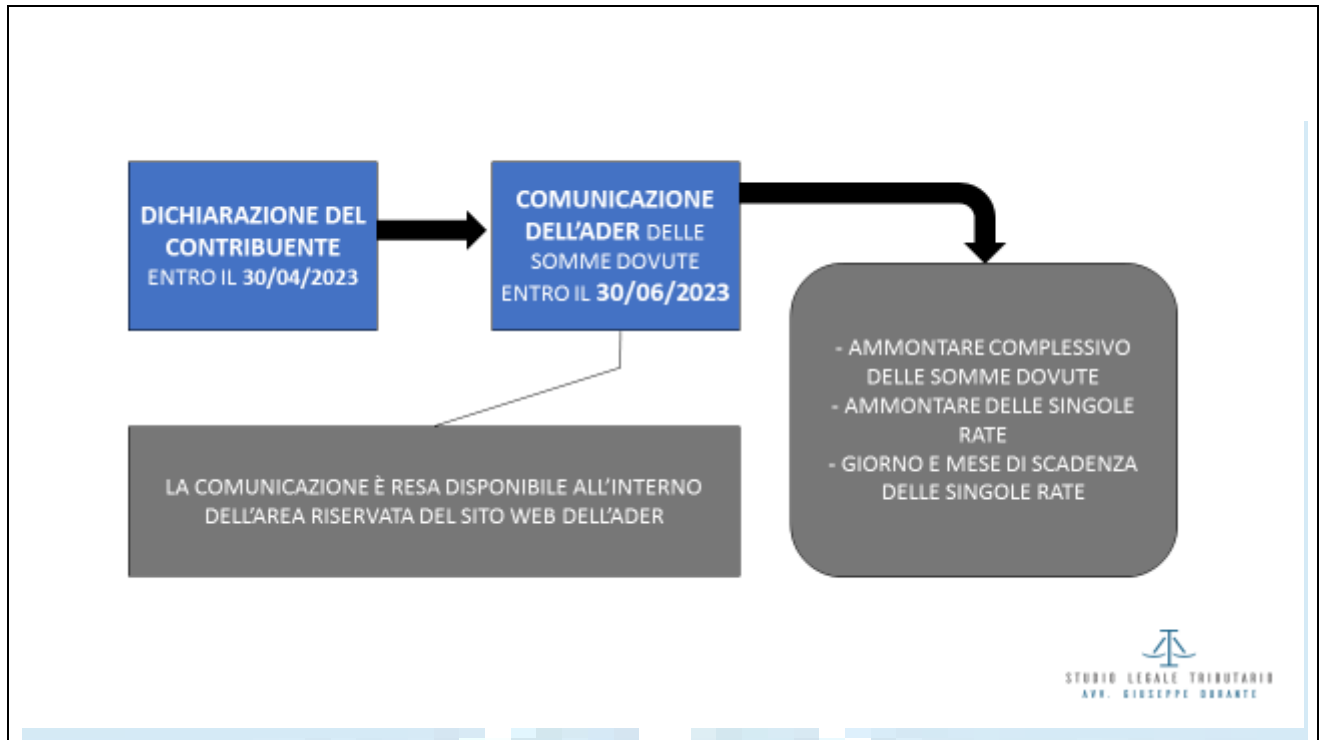 DICHIARAZIONE DEL
CONTRIBUENTE
ENTRO IL 30/04/2023
COMUNICAZIONE
DELL'ADER DELLE
SOMME DOVUTE
ENTRO IL 30/06/2023
- AMMONTARE COMPLESSIVO
DELLE SOMME DOVUTE
- AMMONTARE DELLE SINGOLE
RATE
- GIORNO E MESE DI SCADENZA
DELLE SINGOLE RATE
LA COMUNICAZIONE È RESA DISPONIBILE ALL'INTERNO
DELL'AREA RISERVATA DEL SITO WEB DELL'ADER
STUDIO LEGALE TRIBUTARIO
AVV. GIUSEPPE DURANTE